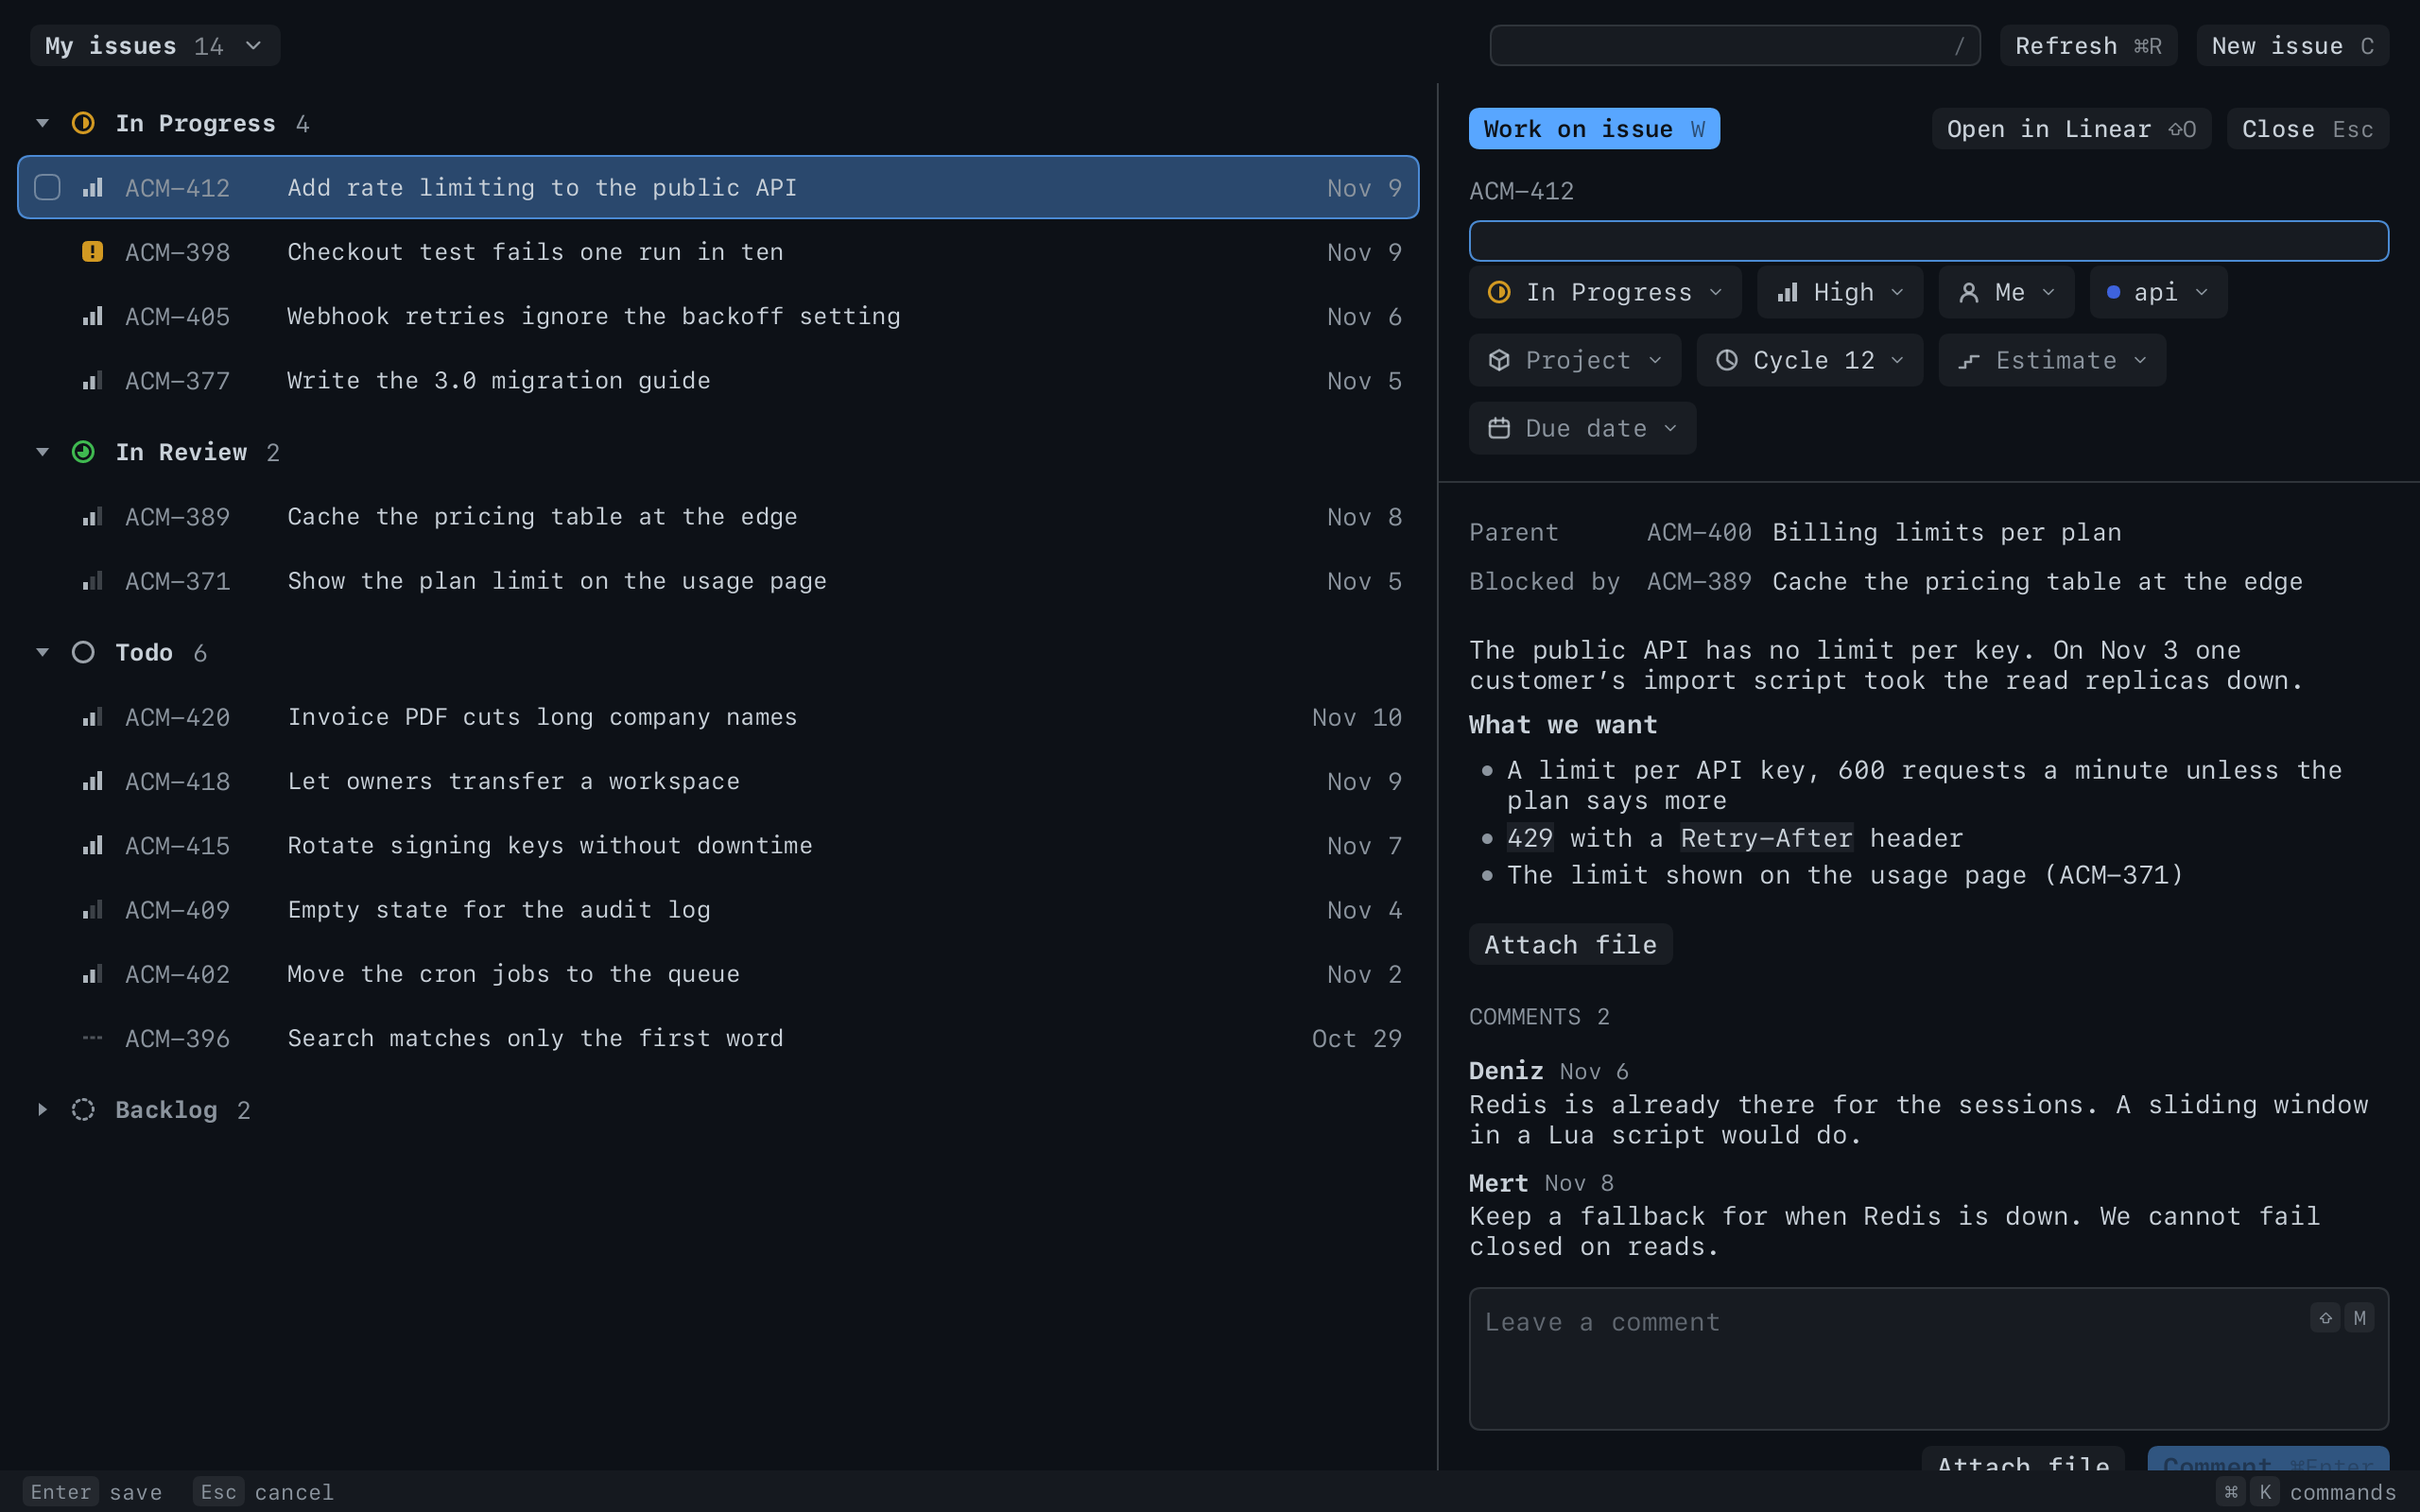 My issues 14
/
Refresh ⌘R
New issue C
In Progress 4
ACM-412 Add rate limiting to the public API Nov 9
ACM-398 Checkout test fails one run in ten Nov 9
ACM-405 Webhook retries ignore the backoff setting Nov 6
ACM-377 Write the 3.0 migration guide Nov 5
In Review 2
ACM-389 Cache the pricing table at the edge Nov 8
ACM-371 Show the plan limit on the usage page Nov 5
Todo 6
ACM-420 Invoice PDF cuts long company names Nov 10
ACM-418 Let owners transfer a workspace Nov 9
ACM-415 Rotate signing keys without downtime Nov 7
ACM-409 Empty state for the audit log Nov 4
ACM-402 Move the cron jobs to the queue Nov 2
ACM-396 Search matches only the first word Oct 29
Backlog 2
Work on issue W
Open in Linear ⇧O
Close Esc
ACM-412
In Progress
High
Me
api
Project
Cycle 12
Estimate
Due date
Parent ACM-400 Billing limits per plan
Blocked by ACM-389 Cache the pricing table at the edge
The public API has no limit per key. On Nov 3 one
customer’s import script took the read replicas down.
What we want
A limit per API key, 600 requests a minute unless the
plan says more
429 with a Retry-After header
The limit shown on the usage page (ACM-371)
Attach file
COMMENTS 2
Deniz Nov 6
Redis is already there for the sessions. A sliding window
in a Lua script would do.
Mert Nov 8
Keep a fallback for when Redis is down. We cannot fail
closed on reads.
Leave a comment ⇧ M
Attach file
Comment ⌘Enter
Enter save Esc cancel
⌘ K commands